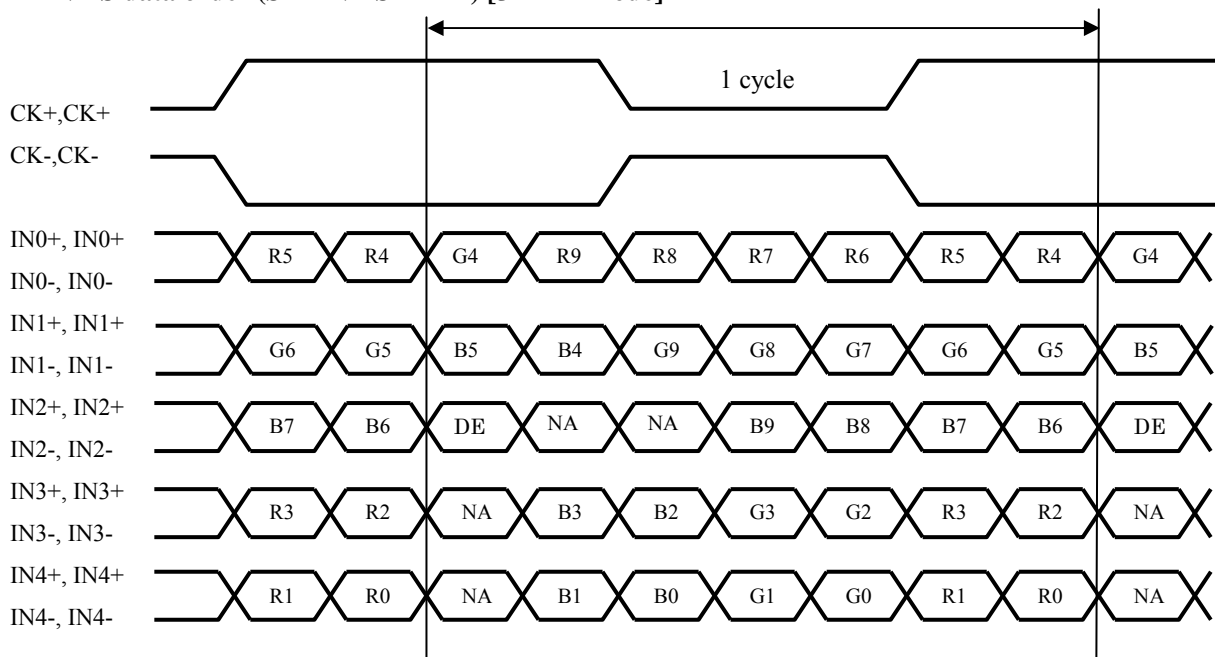 1 cycle
CK+,CK+
CK-,CK-
IN0+, IN0+
R5 R4 G4 R9 R8 R7 R6 R5 R4 G4
IN0-, IN0-
IN1+, IN1+
G6 G5 B5 B4 G9 G8 G7 G6 G5 B5
IN1-, IN1-
IN2+, IN2+
B7 B6 DE NA NA B9 B8 B7 B6 DE
IN2-, IN2-
IN3+, IN3+
R3 R2 NA B3 B2 G3 G2 R3 R2 NA
IN3-, IN3-
IN4+, IN4+
R1 R0 NA B1 B0 G1 G0 R1 R0 NA
IN4-, IN4-